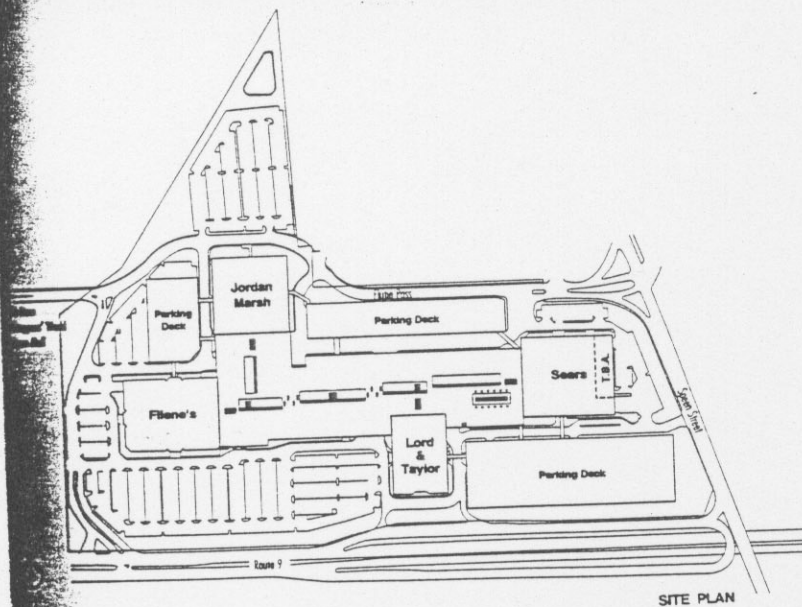 Jordan
Marsh
Parking
Deck
Parking Deck
Filene's
Sears
T.B.A.
Lord
&
Taylor
Parking Deck
Speen Street
Route 9
SITE PLAN